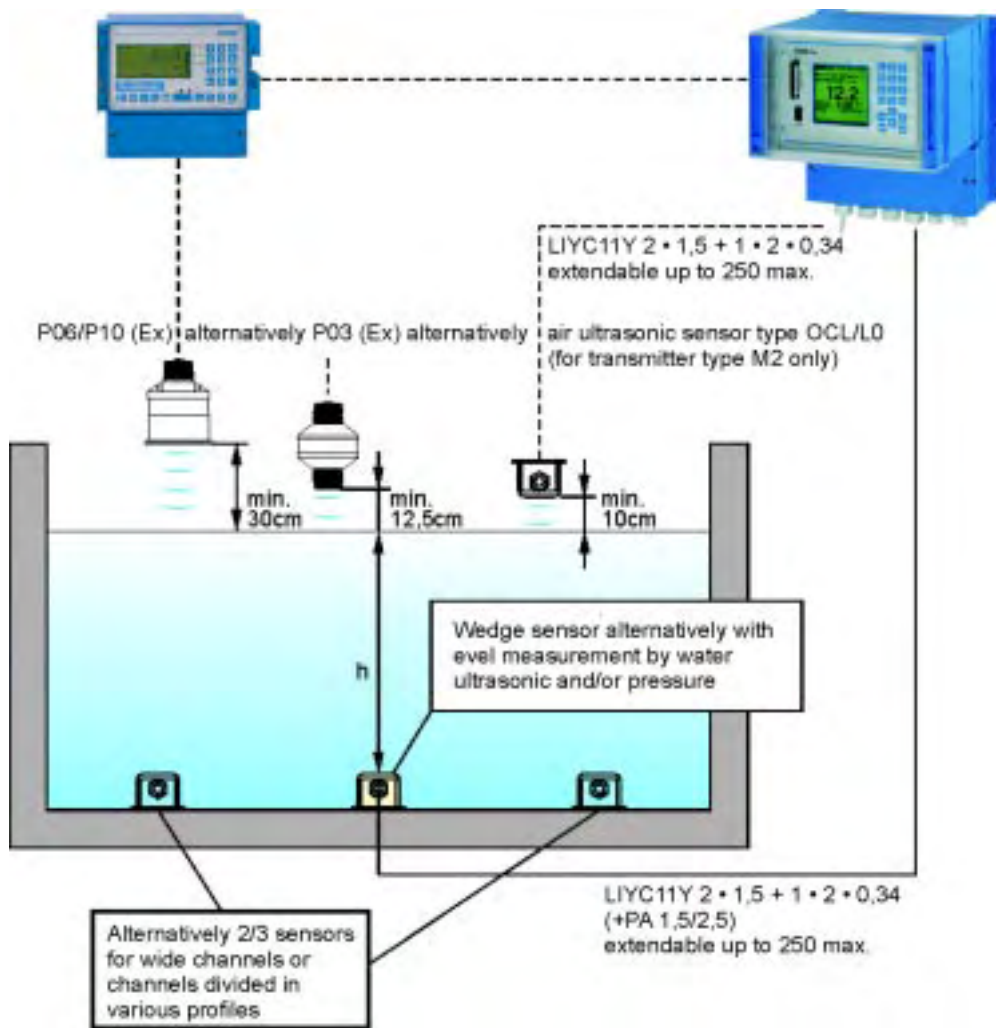 12.2
LIYC11Y 2 • 1,5 + 1 • 2 • 0,34
extendable up to 250 max.
P06/P10 (Ex) alternatively P03 (Ex) alternatively
air ultrasonic sensor type OCL/L0
(for transmitter type M2 only)
min.
30cm
min.
12,5cm
min.
10cm
Wedge sensor alternatively with
evel measurement by water
ultrasonic and/or pressure
h
LIYC11Y 2 • 1,5 + 1 • 2 • 0,34
(+PA 1,5/2,5)
extendable up to 250 max.
Alternatively 2/3 sensors
for wide channels or
channels divided in
various profiles